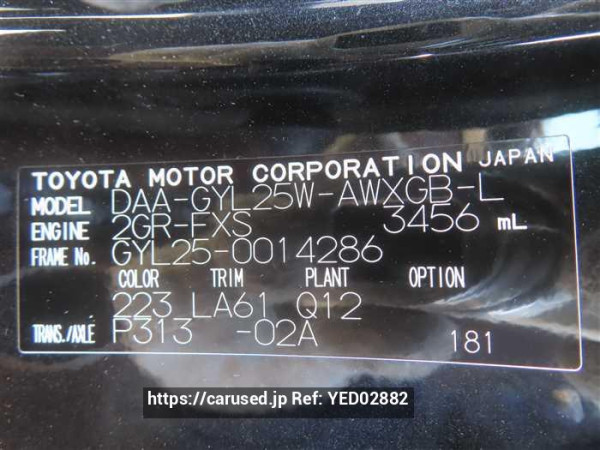 TOYOTA MOTOR CORPORATION JAPAN
MODEL DAA-GYL25W-AWXGB-L
ENGINE 2GR-FXS 3456 mL
FRAME No. GYL25-0014286
COLOR TRIM PLANT OPTION
223 LA61 Q12
TRANS./AXLE P313 -02A 181
https://carused.jp Ref: YED02882